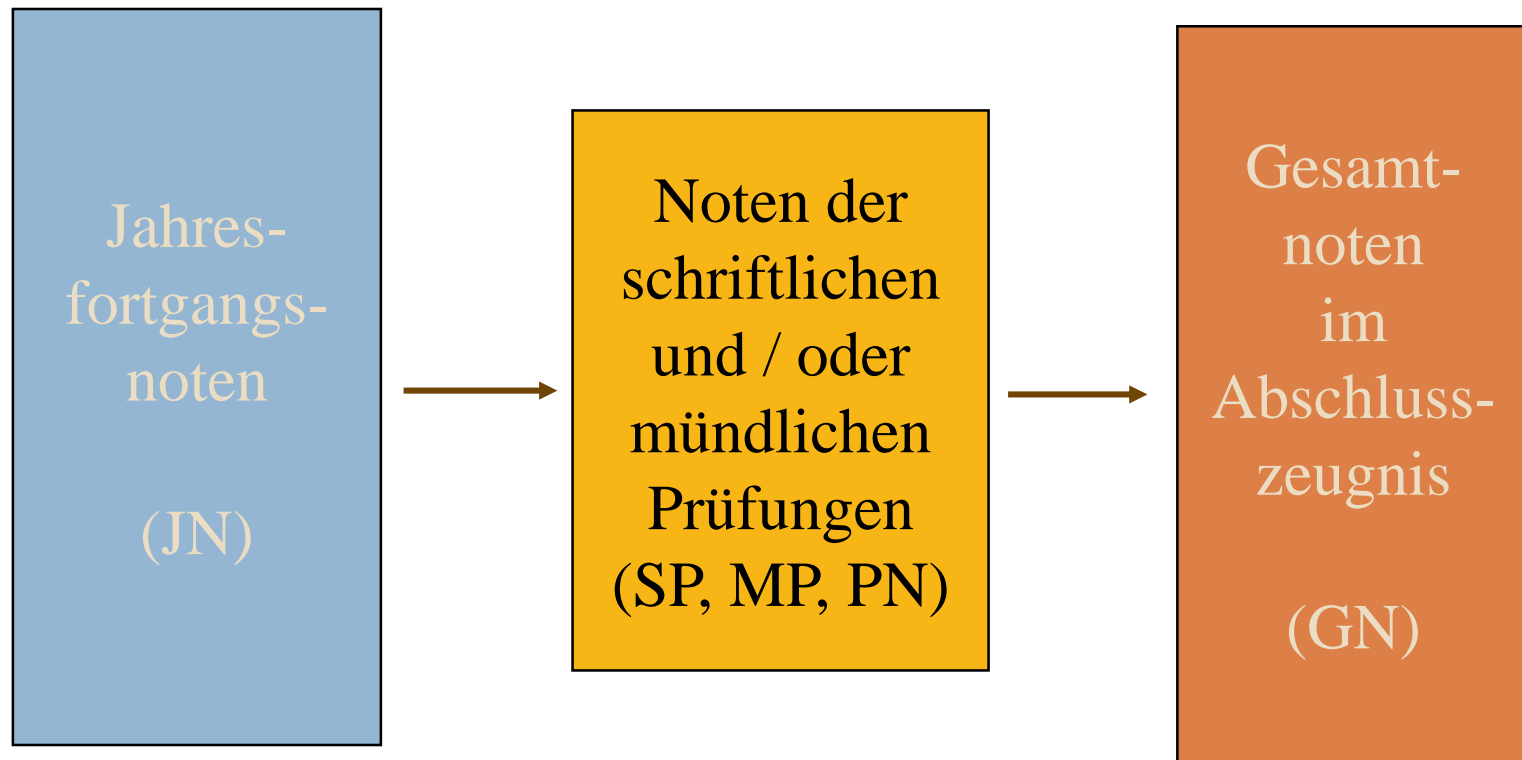 Jahres-
fortgangs-
noten
(JN)
Noten der
schriftlichen
und / oder
mündlichen
Prüfungen
(SP, MP, PN)
Gesamt-
noten
im
Abschluss-
zeugnis
(GN)